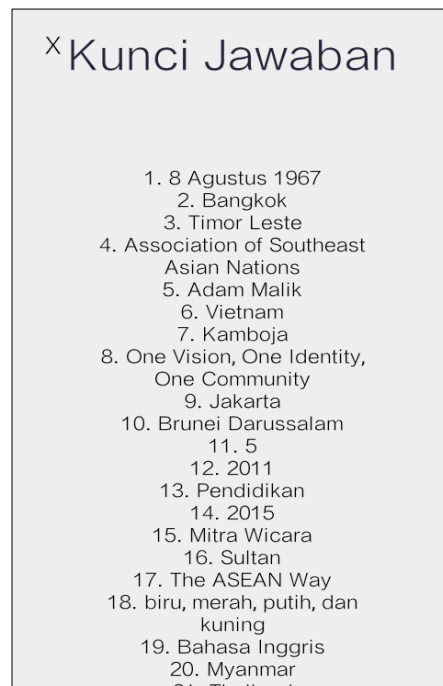 X
Kunci Jawaban
1. 8 Agustus 1967
2. Bangkok
3. Timor Leste
4. Association of Southeast
Asian Nations
5. Adam Malik
6. Vietnam
7. Kamboja
8. One Vision, One Identity,
One Community
9. Jakarta
10. Brunei Darussalam
11. 5
12. 2011
13. Pendidikan
14. 2015
15. Mitra Wicara
16. Sultan
17. The ASEAN Way
18. biru, merah, putih, dan
kuning
19. Bahasa Inggris
20. Myanmar